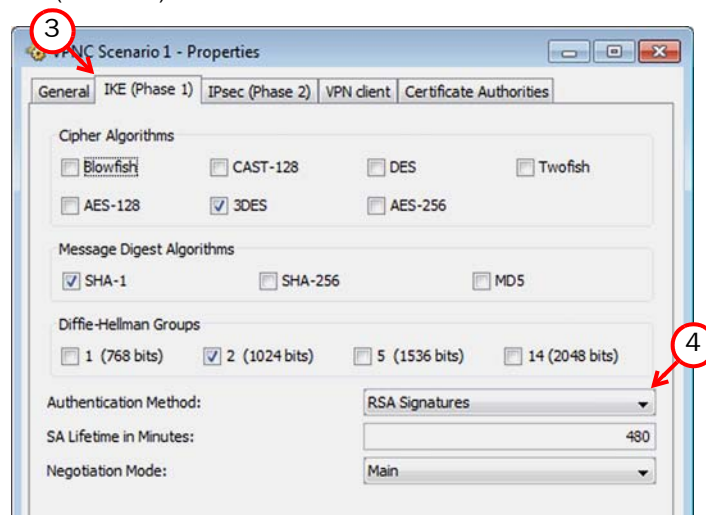 3
VPNC Scenario 1 - Properties
General IKE (Phase 1) IPsec (Phase 2) VPN client Certificate Authorities
Cipher Algorithms
Blowfish CAST-128 DES Twofish
AES-128 3DES AES-256
Message Digest Algorithms
SHA-1 SHA-256 MD5
Diffie-Hellman Groups
1 (768 bits) 2 (1024 bits) 5 (1536 bits) 14 (2048 bits)
4
Authentication Method: RSA Signatures
SA Lifetime in Minutes: 480
Negotiation Mode: Main